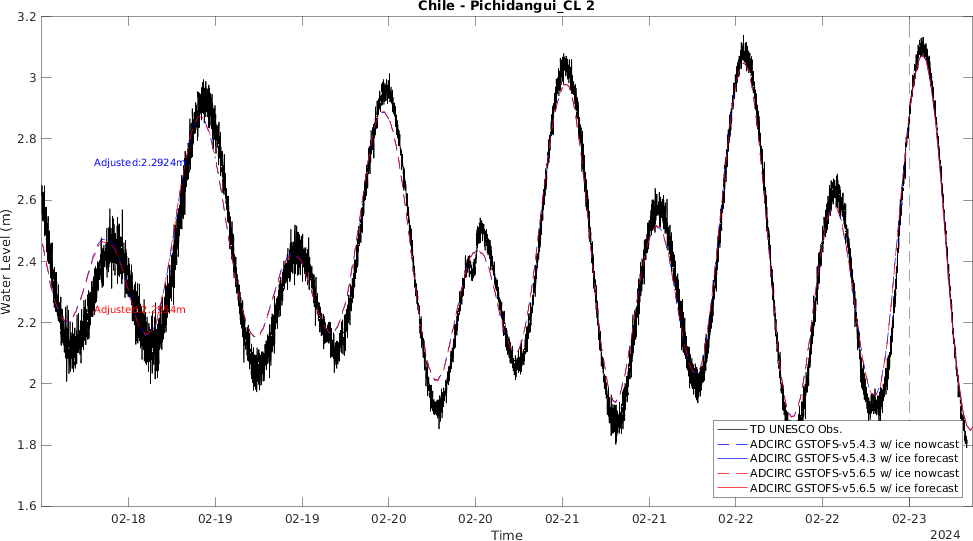 Chile - Pichidangui_CL 2
3.2
3
2.8
2.6
2.4
2.2
2
1.8
1.6
Water Level (m)
Adjusted:2.2924m
TD UNESCO Obs.
ADCIRC GSTOFS-v5.4.3 w/ ice nowcast
ADCIRC GSTOFS-v5.4.3 w/ ice forecast
ADCIRC GSTOFS-v5.6.5 w/ ice nowcast
ADCIRC GSTOFS-v5.6.5 w/ ice forecast
02-18 02-19 02-19 02-20 02-20 02-21 02-21 02-22 02-22 02-23
Time
2024